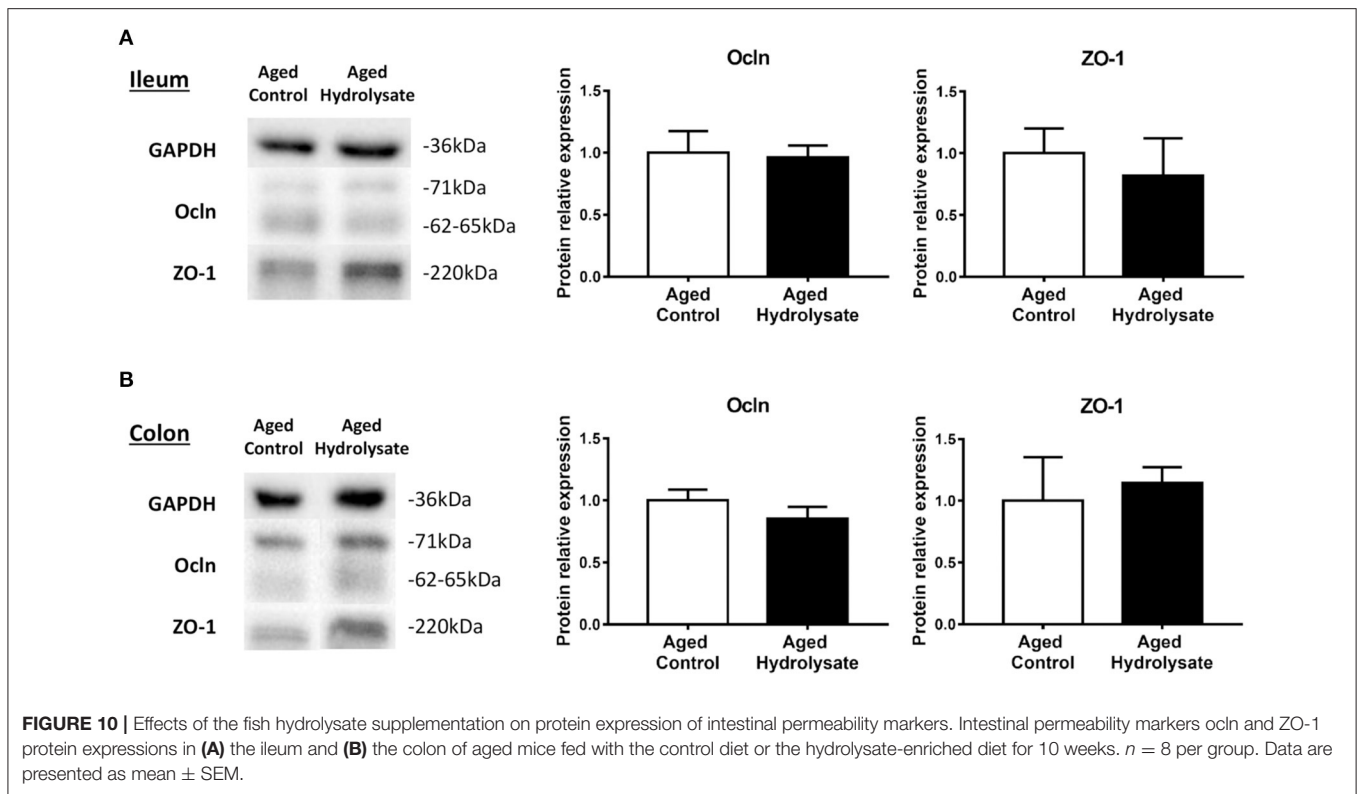 A
Ileum
Aged Control
Aged Hydrolysate
GAPDH
-36kDa
Ocln
-71kDa
-62-65kDa
ZO-1
-220kDa
Ocln
Protein relative expression
1.5
1.0
0.5
0.0
Aged Control
Aged Hydrolysate
ZO-1
Protein relative expression
1.5
1.0
0.5
0.0
Aged Control
Aged Hydrolysate
B
Colon
Aged Control
Aged Hydrolysate
GAPDH
-36kDa
Ocln
-71kDa
-62-65kDa
ZO-1
-220kDa
Ocln
Protein relative expression
1.5
1.0
0.5
0.0
Aged Control
Aged Hydrolysate
ZO-1
Protein relative expression
1.5
1.0
0.5
0.0
Aged Control
Aged Hydrolysate
FIGURE 10 | Effects of the fish hydrolysate supplementation on protein expression of intestinal permeability markers. Intestinal permeability markers ocln and ZO-1
protein expressions in (A) the ileum and (B) the colon of aged mice fed with the control diet or the hydrolysate-enriched diet for 10 weeks. n = 8 per group. Data are
presented as mean ± SEM.